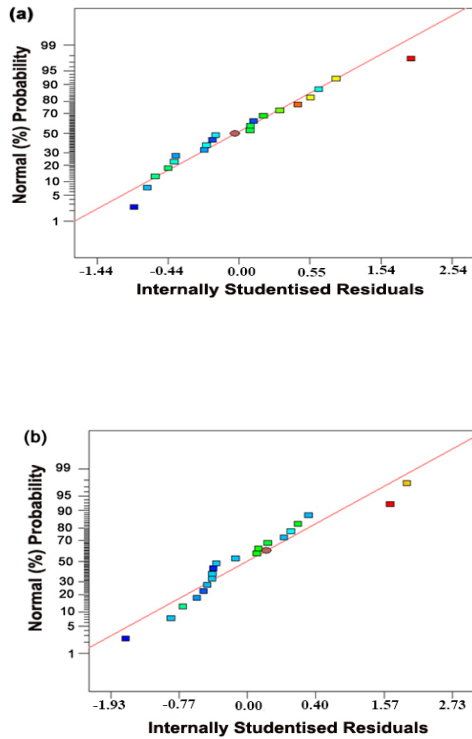 (a)
Normal (%) Probability
99
95
90
80
70
50
30
20
10
5
1
-1.44 -0.44 0.00 0.55 1.54 2.54
Internally Studentised Residuals
(b)
Normal (%) Probability
99
95
90
80
70
50
30
20
10
5
1
-1.93 -0.77 0.00 0.40 1.57 2.73
Internally Studentised Residuals